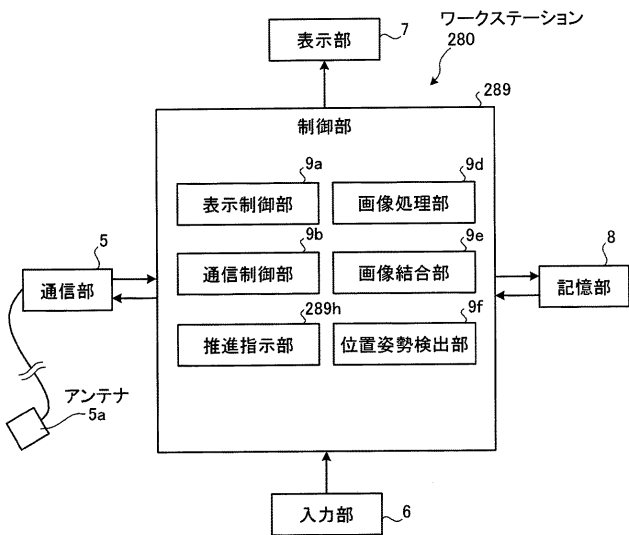 ワークステーション
280
表示部
7
289
制御部
9a
表示制御部
9d
画像処理部
9b
通信制御部
9e
画像結合部
289h
推進指示部
9f
位置姿勢検出部
5
通信部
8
記憶部
アンテナ
5a
入力部
6